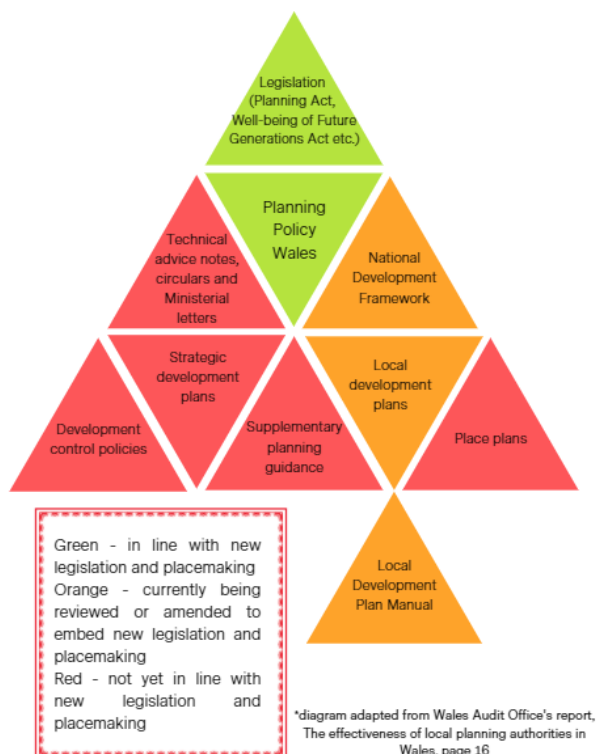 Legislation
(Planning Act,
Well-being of Future
Generations Act etc.)
Planning
Policy
Wales
Technical
advice notes,
circulars and
Ministerial
letters
National
Development
Framework
Strategic
development
plans
Local
development
plans
Development
control policies
Supplementary
planning
guidance
Place plans
Local
Development
Plan Manual
Green - in line with new
legislation and placemaking
Orange - currently being
reviewed or amended to
embed new legislation and
placemaking
Red - not yet in line with
new legislation and
placemaking
*diagram adapted from Wales Audit Office's report,
The effectiveness of local planning authorities in
Wales, page 16